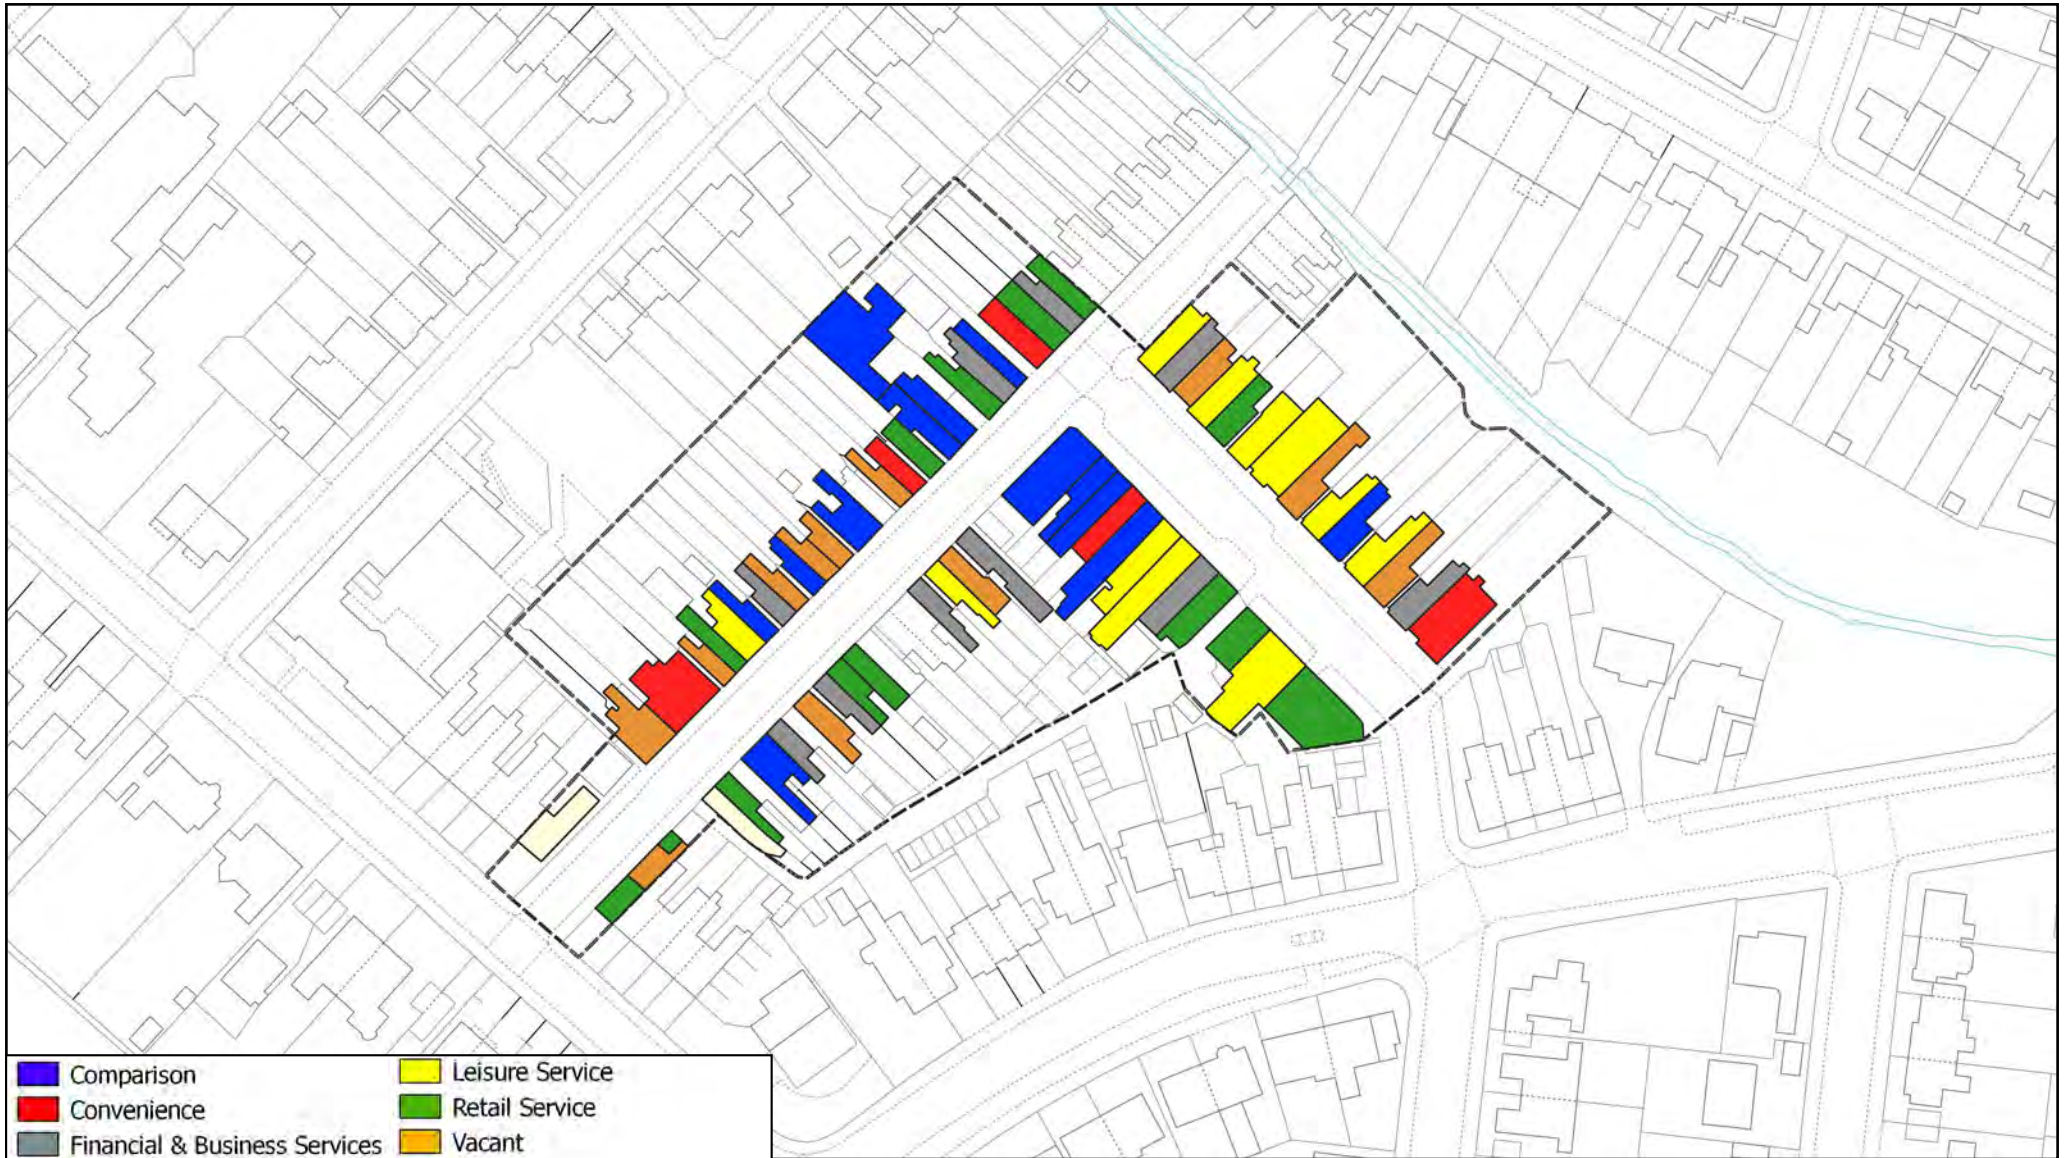 Comparison
Convenience
Financial & Business Services
Leisure Service
Retail Service
Vacant